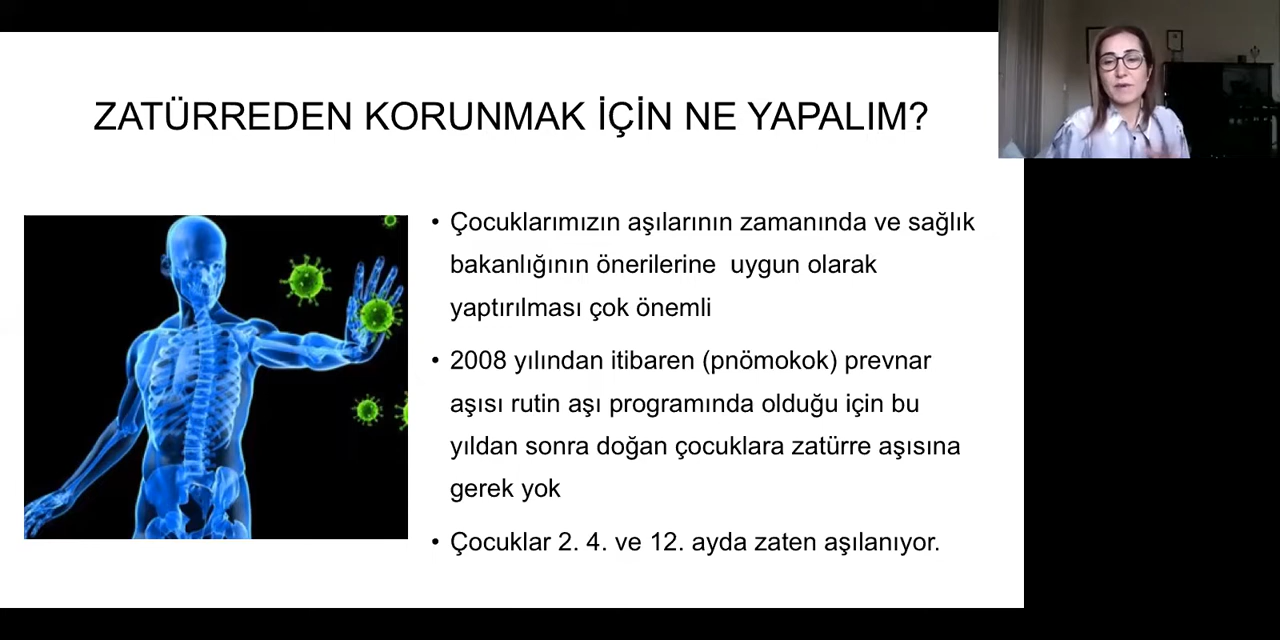 ZATÜRREDEN KORUNMAK İÇİN NE YAPALIM?
• Çocuklarımızın aşılarının zamanında ve sağlık
bakanlığının önerilerine uygun olarak
yaptırılması çok önemli
• 2008 yılından itibaren (pnömokok) prevnar
aşısı rutin aşı programında olduğu için bu
yıldan sonra doğan çocuklara zatürre aşısına
gerek yok
• Çocuklar 2. 4. ve 12. ayda zaten aşılanıyor.